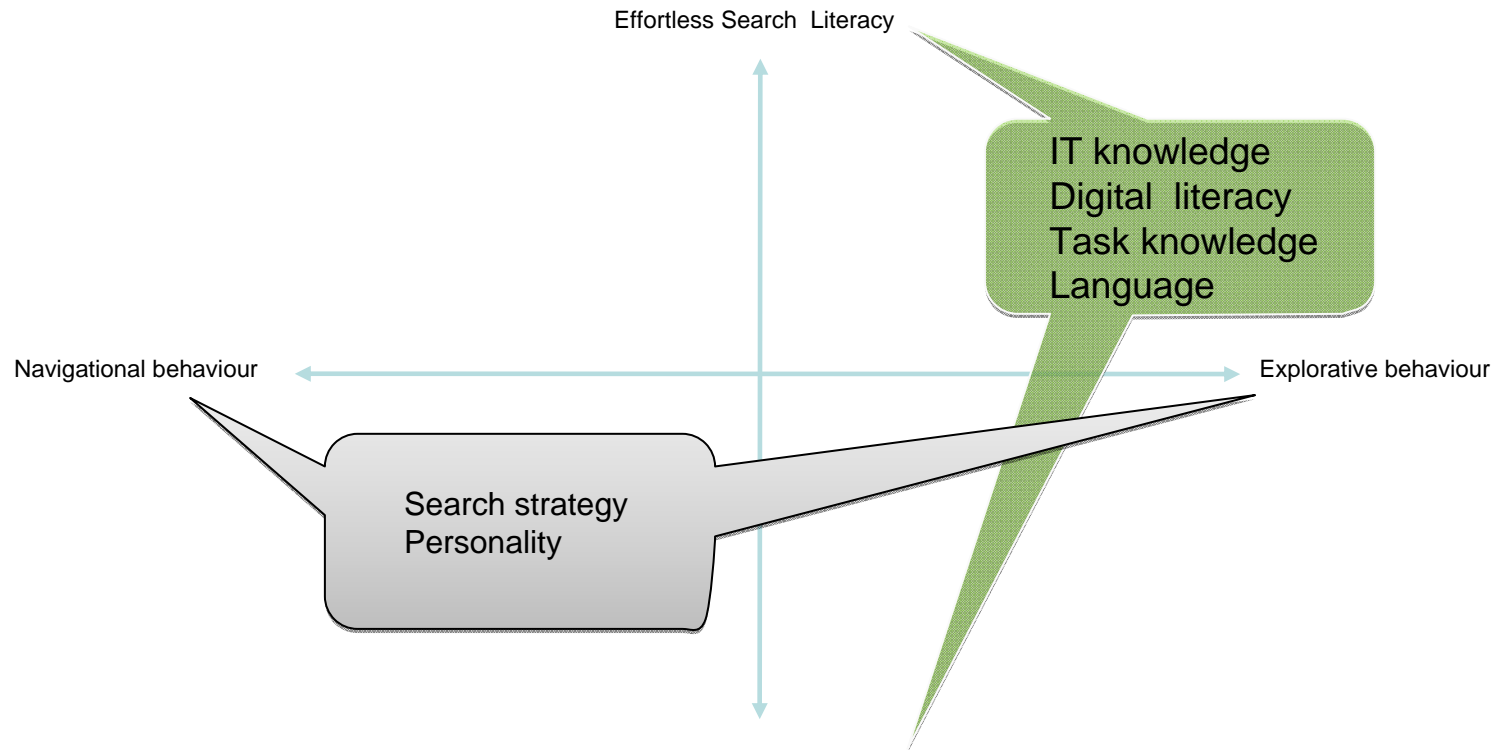 Effortless Search Literacy
IT knowledge
Digital literacy
Task knowledge
Language
Navigational behaviour
Explorative behaviour
Search strategy
Personality